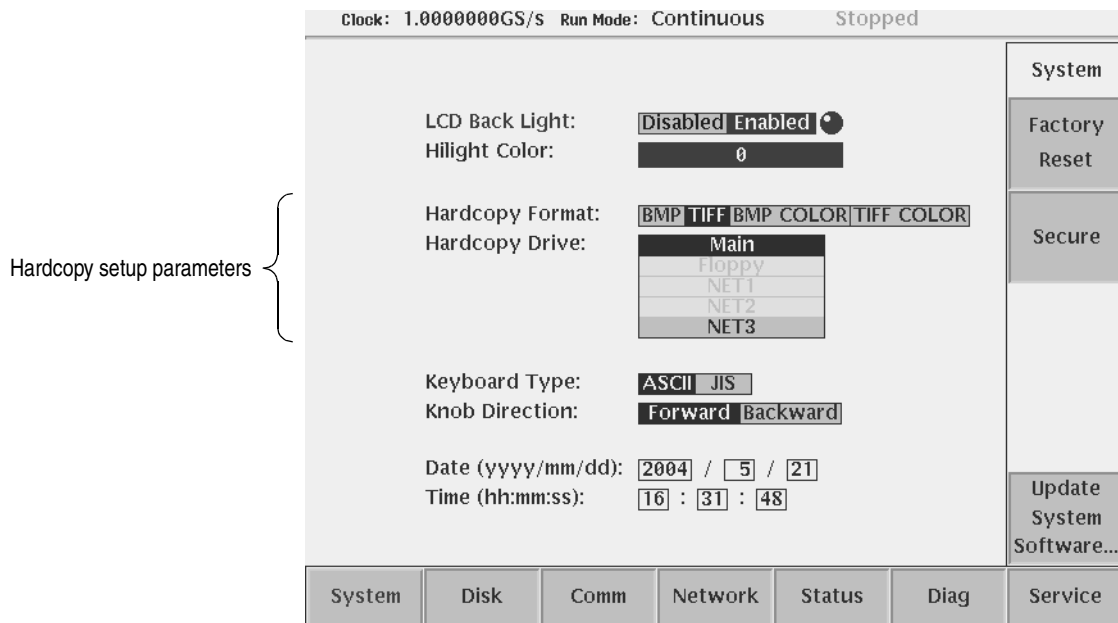 Clock: 1.0000000GS/s Run Mode: Continuous Stopped
System
LCD Back Light: Disabled Enabled
Hilight Color: 0
Factory
Reset
Hardcopy setup parameters
Hardcopy Format: BMP TIFF BMP COLOR TIFF COLOR
Hardcopy Drive: Main
Floppy
NET1
NET2
NET3
Secure
Keyboard Type: ASCII JIS
Knob Direction: Forward Backward
Date (yyyy/mm/dd): 2004 / 5 / 21
Time (hh:mm:ss): 16 : 31 : 48
Update
System
Software...
System Disk Comm Network Status Diag Service